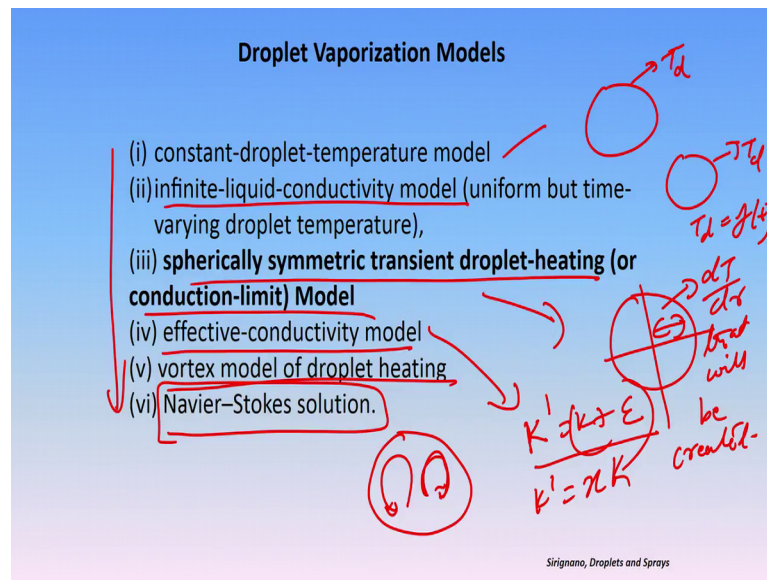 Droplet Vaporization Models
(i) constant-droplet-temperature model
(ii)infinite-liquid-conductivity model (uniform but time-
varying droplet temperature),
(iii) spherically symmetric transient droplet-heating (or
conduction-limit) Model
(iv) effective-conductivity model
(v) vortex model of droplet heating
(vi) Navier–Stokes solution.
Td
Td
Td = f(t)
dT
dr
that
will
be
created
K' = (K + ε)
K' = xK
Sirignano, Droplets and Sprays